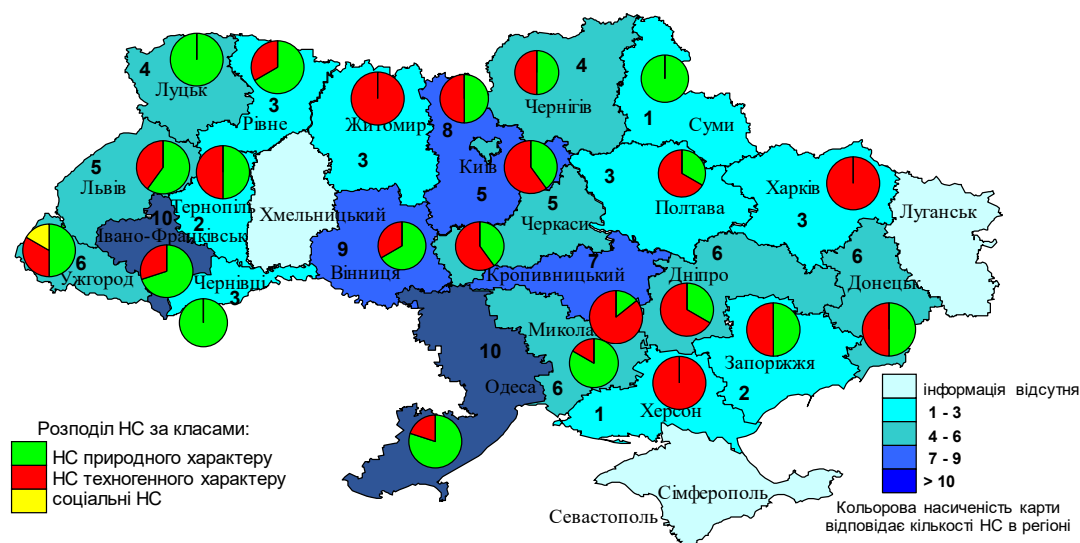 4
Луцьк
3
Рівне
Житомир
3
8
Київ
5
4
Чернігів
1
Суми
5
Львів
10
Тернопіль
2
Хмельницький
Івано-Франківськ
6
Ужгород
Чернівці
3
9
Вінниця
5
Черкаси
3
Полтава
Харків
3
Луганськ
7
Кропивницький
6
Дніпро
6
Донецьк
10
Одеса
Микола
6
1
Херсон
Запоріжжя
2
Сімферополь
Севастополь
Розподіл НС за класами:
НС природного характеру
НС техногенного характеру
соціальні НС
інформація відсутня
1 - 3
4 - 6
7 - 9
> 10
Кольорова насиченість карти
відповідає кількості НС в регіоні